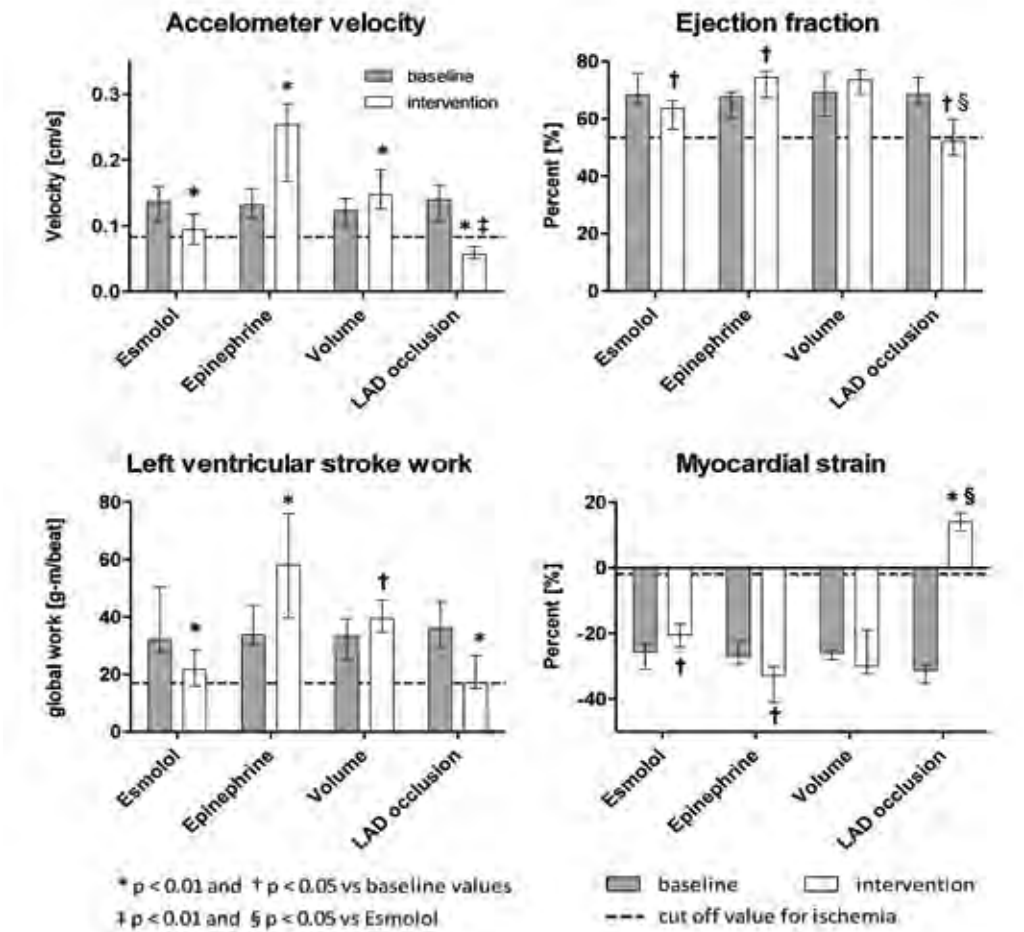 Accelometer velocity
Velocity [cm/s]
0.3
0.2
0.1
0.0
baseline
intervention
*
*
*
* ‡
Esmolol
Epinephrine
Volume
LAD occlusion
Ejection fraction
Percent [%]
80
60
40
20
0
†
†
† §
Esmolol
Epinephrine
Volume
LAD occlusion
Left ventricular stroke work
global work [g-m/beat]
80
60
40
20
0
*
*
†
*
Esmolol
Epinephrine
Volume
LAD occlusion
Myocardial strain
Percent [%]
20
0
-20
-40
†
†
* §
Esmolol
Epinephrine
Volume
LAD occlusion
* p < 0.01 and † p < 0.05 vs baseline values
‡ p < 0.01 and § p < 0.05 vs Esmolol
baseline
intervention
cut off value for ischemia